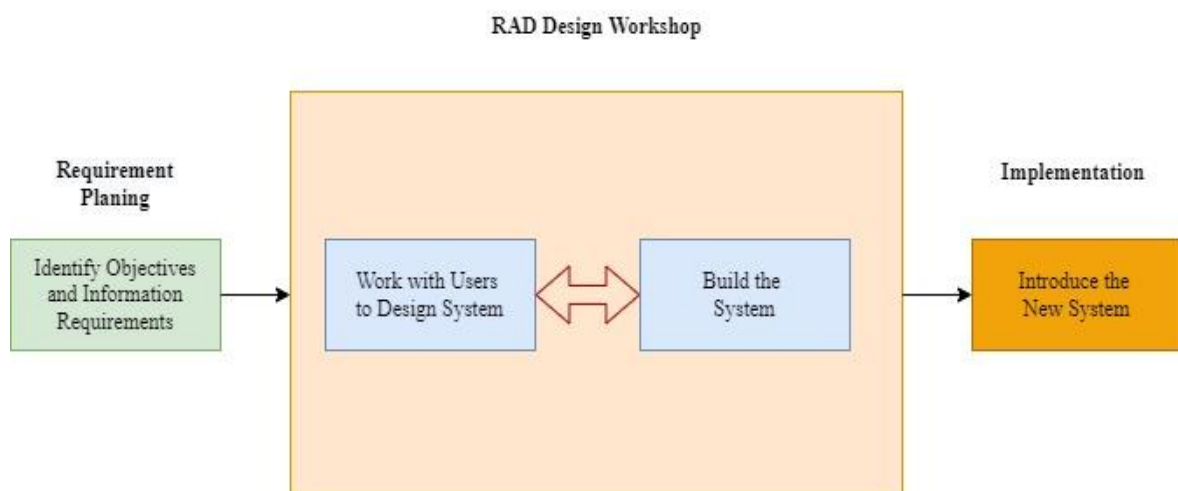 RAD Design Workshop
Requirement
Planing
Identify Objectives
and Information
Requirements
Work with Users
to Design System
Build the
System
Implementation
Introduce the
New System